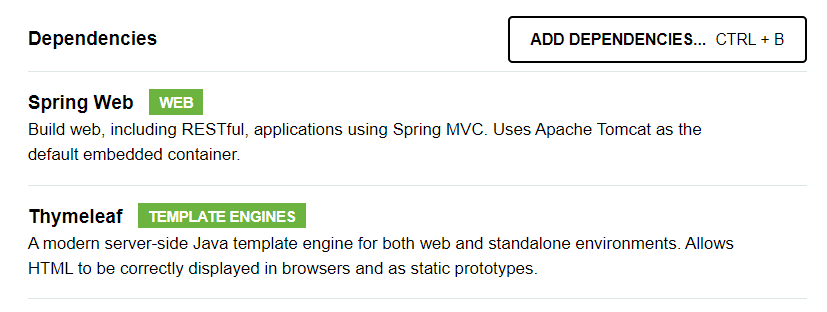 Dependencies
ADD DEPENDENCIES... CTRL + B
Spring Web WEB
Build web, including RESTful, applications using Spring MVC. Uses Apache Tomcat as the
default embedded container.
Thymeleaf TEMPLATE ENGINES
A modern server-side Java template engine for both web and standalone environments. Allows
HTML to be correctly displayed in browsers and as static prototypes.